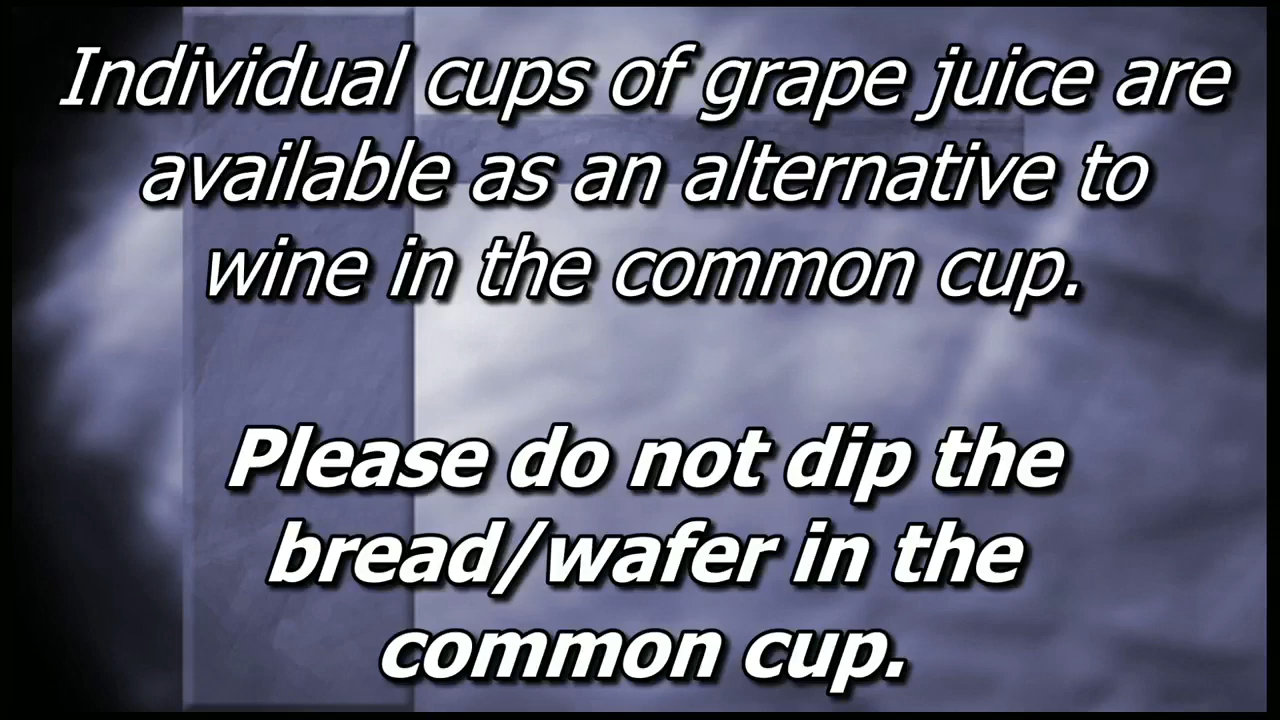 Individual cups of grape juice are
available as an alternative to
wine in the common cup.
Please do not dip the
bread/wafer in the
common cup.